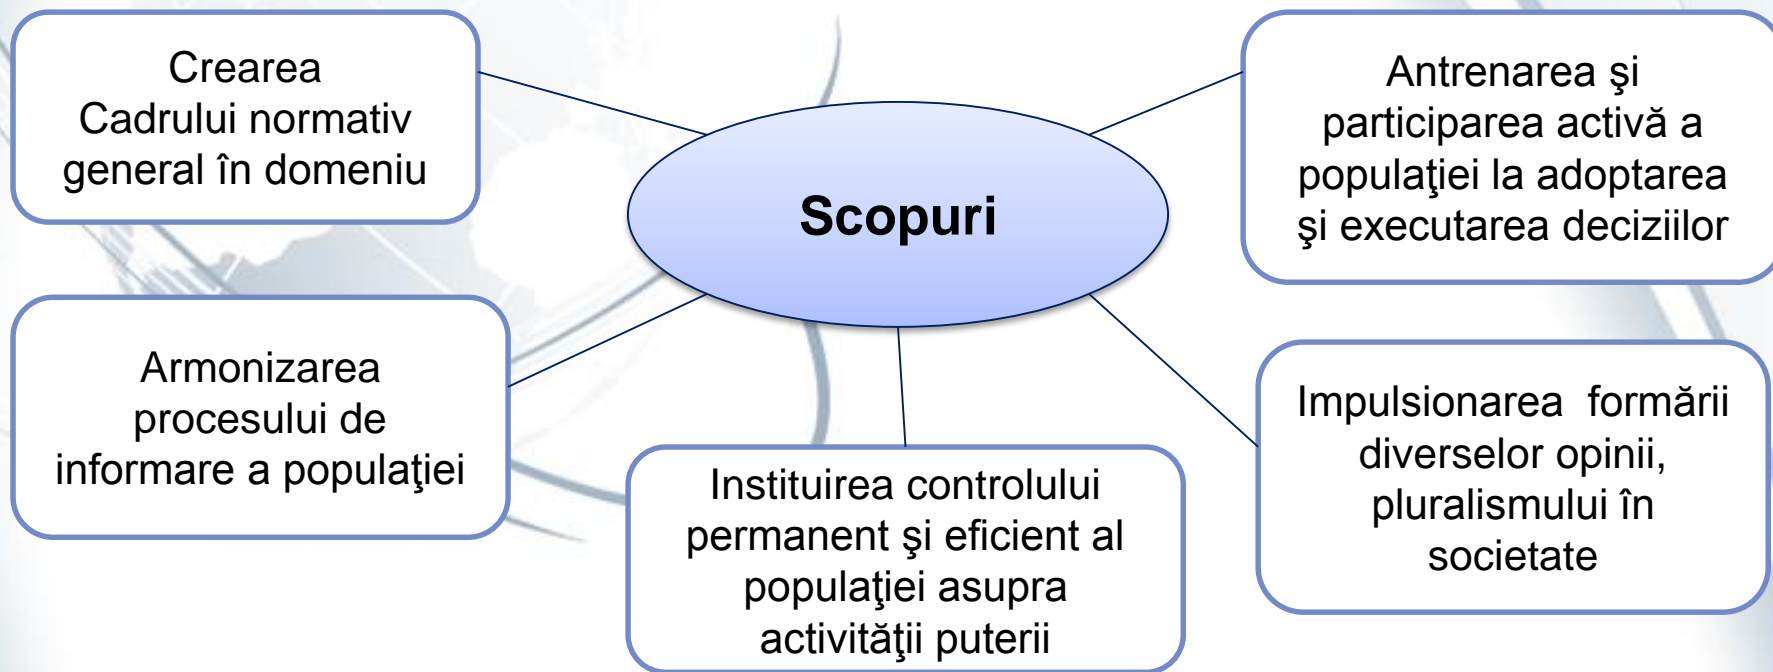 Crearea
Cadrului normativ
general în domeniu
Scopuri
Antrenarea şi
participarea activă a
populaţiei la adoptarea
şi executarea deciziilor
Armonizarea
procesului de
informare a populaţiei
Instituirea controlului
permanent şi eficient al
populaţiei asupra
activităţii puterii
Impulsionarea  formării
diverselor opinii,
pluralismului în
societate